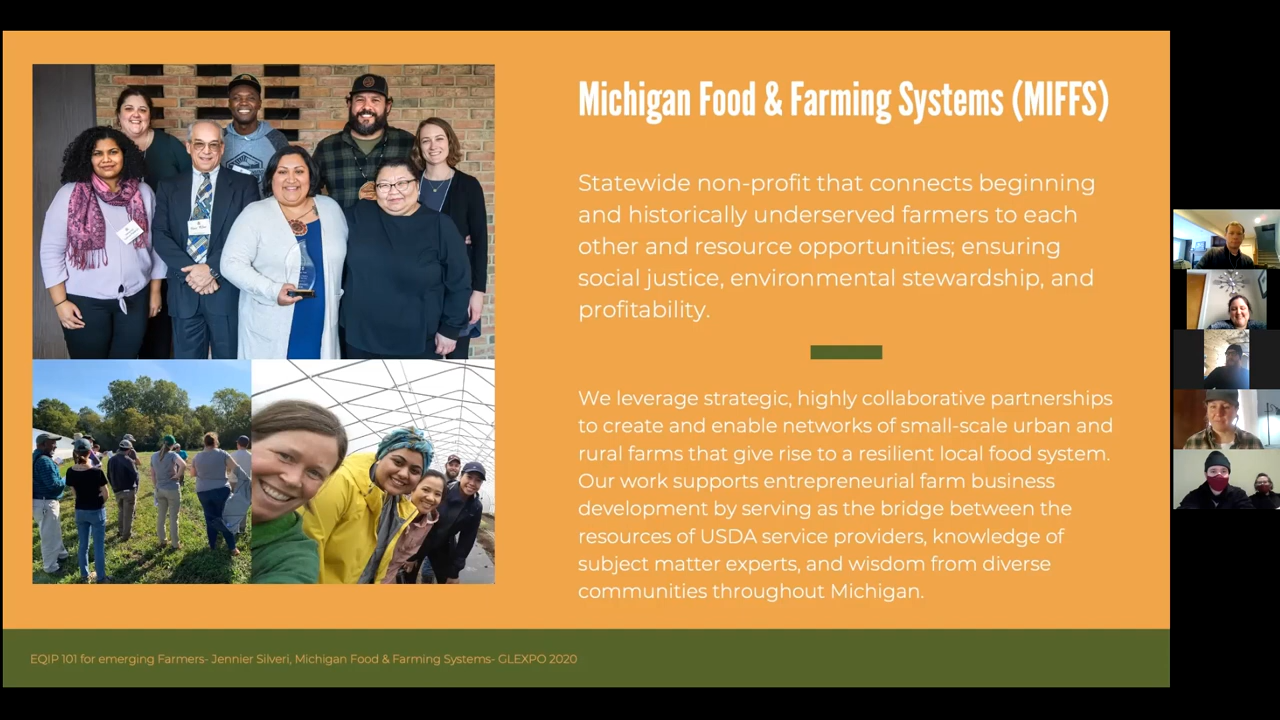 Michigan Food & Farming Systems (MIFFS)
Statewide non-profit that connects beginning
and historically underserved farmers to each
other and resource opportunities; ensuring
social justice, environmental stewardship, and
profitability.
We leverage strategic, highly collaborative partnerships
to create and enable networks of small-scale urban and
rural farms that give rise to a resilient local food system.
Our work supports entrepreneurial farm business
development by serving as the bridge between the
resources of USDA service providers, knowledge of
subject matter experts, and wisdom from diverse
communities throughout Michigan.
EQIP 101 for emerging Farmers- Jennier Silveri, Michigan Food & Farming Systems- GLEXPO 2020